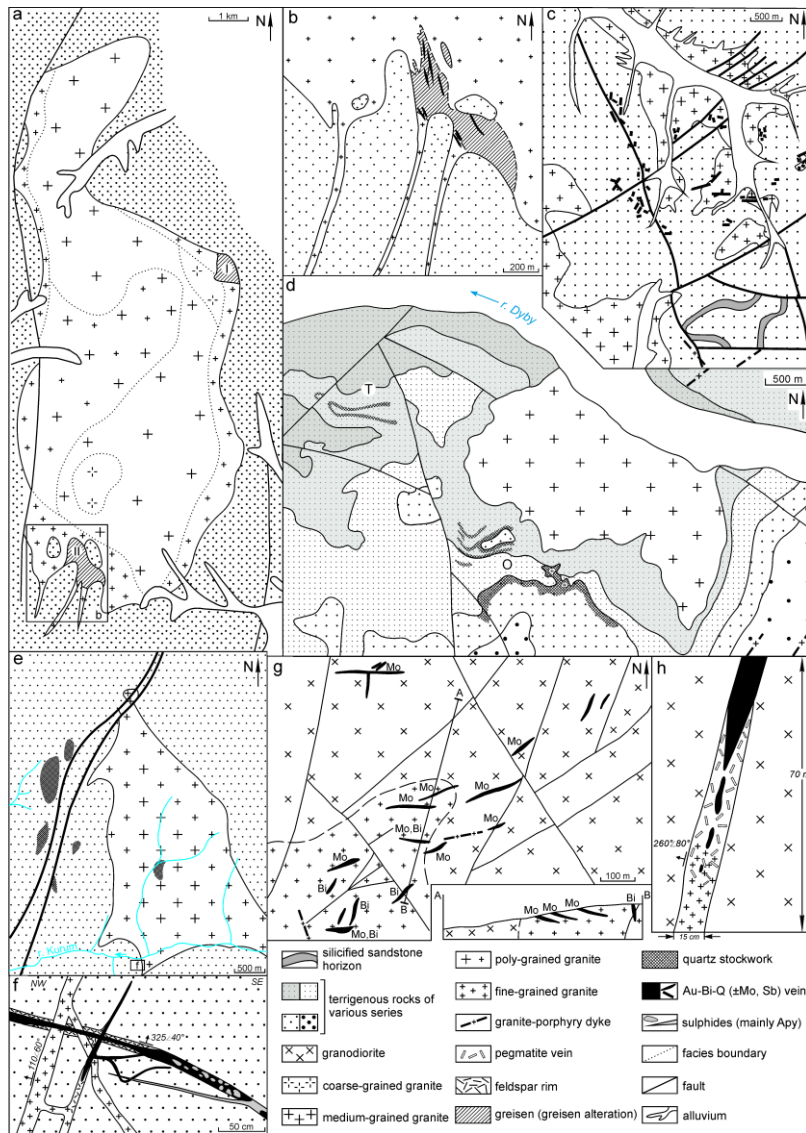 a
1 km
N
I
II
b
b
N
200 m
c
500 m
N
d
r. Dyby
500 m
N
T
O
e
N
r. Kurum
f
500 m
f
NW
SE
110∠60°
325∠40°
50 cm
g
N
Mo
A
Mo
Mo
Mo
Mo
Mo
Mo,Bi
Mo
Mo
Bi
Bi
Bi
B
Mo,Bi
100 m
A
B
Mo
Mo
Mo
Bi
h
70 m
260∠80°
15 cm
silicified sandstone
horizon
terrigenous rocks of
various series
granodiorite
coarse-grained granite
medium-grained granite
poly-grained granite
fine-grained granite
granite-porphyry dyke
pegmatite vein
feldspar rim
greisen (greisen alteration)
quartz stockwork
Au-Bi-Q (±Mo, Sb) vein
sulphides (mainly Apy)
facies boundary
fault
alluvium